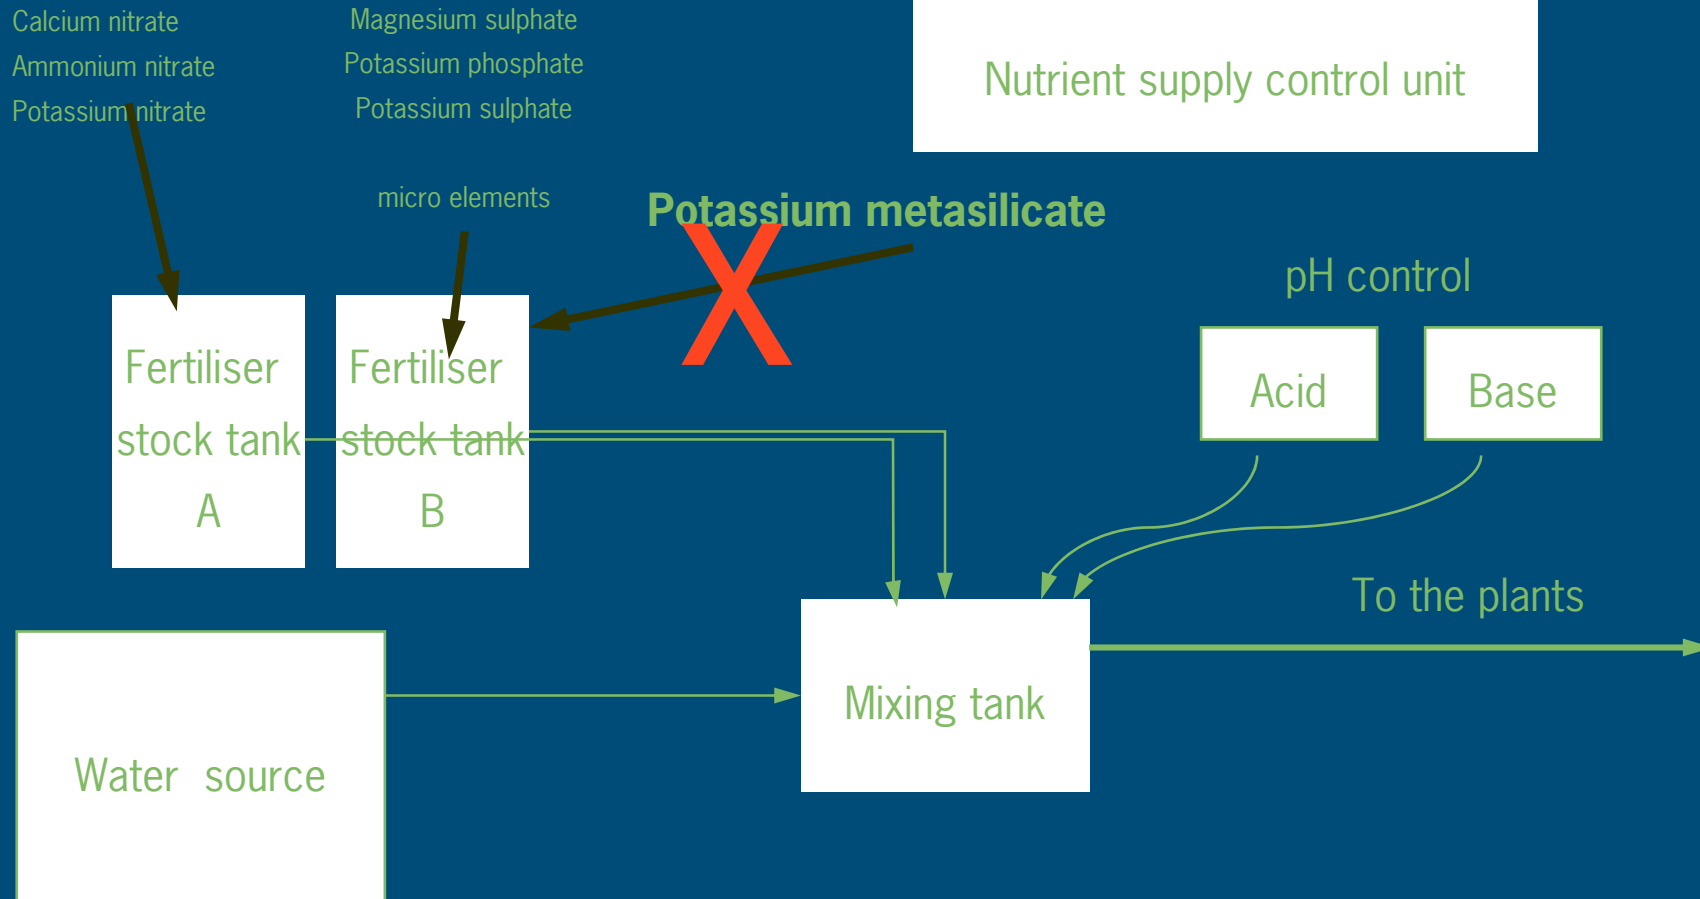 Calcium nitrate
Ammonium nitrate
Potassium nitrate
Magnesium sulphate
Potassium phosphate
Potassium sulphate
micro elements
Nutrient supply control unit
Potassium metasilicate
X
pH control
Acid
Base
Fertiliser
stock tank
A
Fertiliser
stock tank
B
To the plants
Mixing tank
Water source